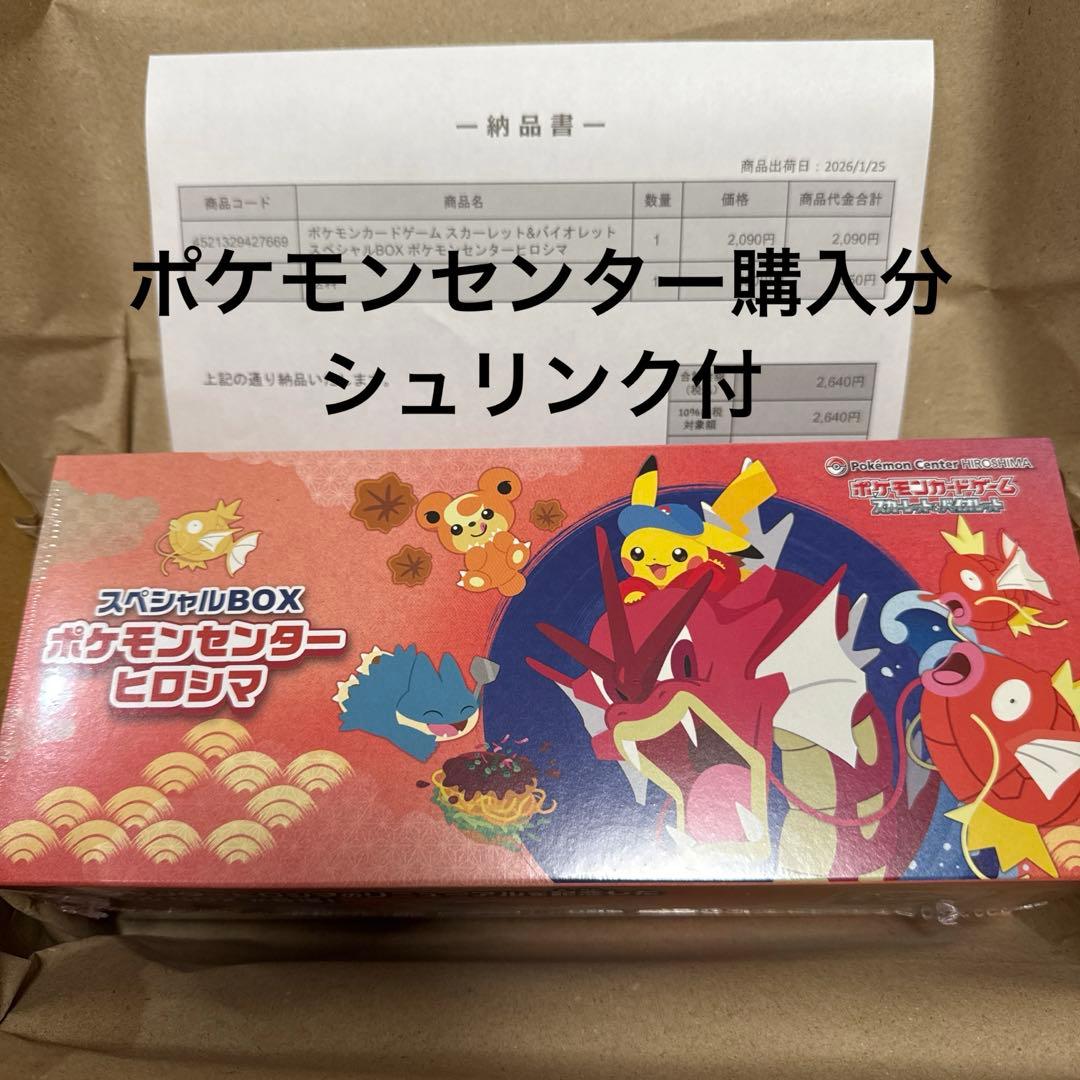 ー納品書ー
商品出荷日：2026/1/25
商品コード 商品名 数量 価格 商品代金合計
4521329427669 ポケモンカードゲーム スカーレット&バイオレット スペシャルBOX ポケモンセンターヒロシマ 1 2,090円 2,090円
ポケモンセンター購入分
シュリンク付
上記の通り納品いたします。
2,640円
10%
対象額
2,640円
Pokémon Center HIROSHIMA
ポケモンカードゲーム
スカーレット&バイオレット
スペシャルBOX
ポケモンセンター
ヒロシマ